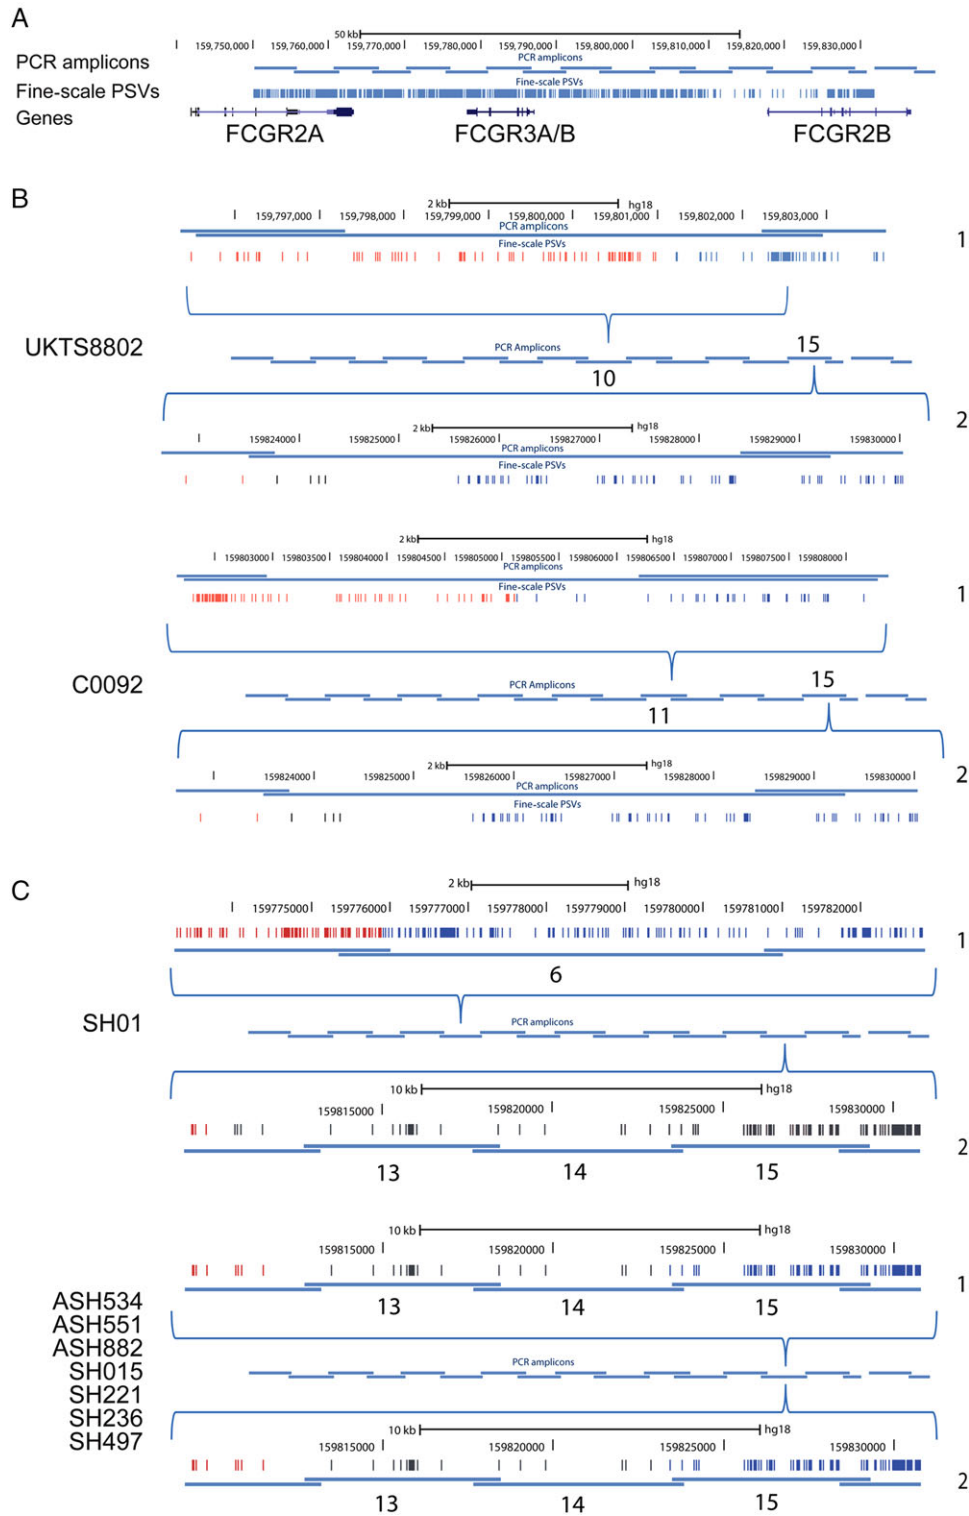 A
50 kb
159,750,000 159,760,000 159,770,000 159,780,000 159,790,000 159,800,000 159,810,000 159,820,000 159,830,000
PCR amplicons PCR amplicons
Fine-scale PSVs Fine-scale PSVs
Genes
FCGR2A FCGR3A/B FCGR2B
B
2 kb hg18
159,797,000 159,798,000 159,799,000 159,800,000 159,801,000 159,802,000 159,803,000
PCR amplicons
1
Fine-scale PSVs
UKTS8802
PCR Amplicons
15
10
2
2 kb hg18
159824000 159825000 159826000 159827000 159828000 159829000 159830000
PCR amplicons
Fine-scale PSVs
2 kb hg18
159803000 159803500 159804000 159804500 159805000 159805500 159806000 159806500 159807000 159807500 159808000
PCR amplicons
Fine-scale PSVs
1
C0092
PCR Amplicons
15
11
2 kb hg18
2
159824000 159825000 159826000 159827000 159828000 159829000 159830000
PCR amplicons
Fine-scale PSVs
C
2 kb hg18
159775000 159776000 159777000 159778000 159779000 159780000 159781000 159782000
1
6
SH01
PCR amplicons
10 kb hg18
159815000 159820000 159825000 159830000
2
13 14 15
10 kb hg18
159815000 159820000 159825000 159830000
1
13 14 15
ASH534
ASH551
ASH882
SH015
SH221
SH236
SH497
PCR amplicons
10 kb hg18
159815000 159820000 159825000 159830000
2
13 14 15